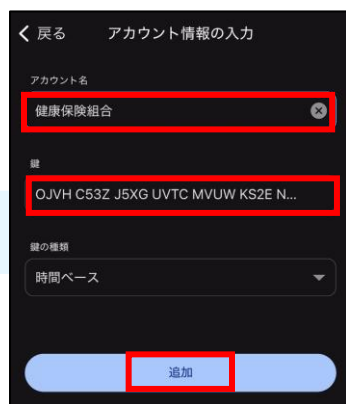 戻る アカウント情報の入力
アカウント名
健康保険組合
鍵
OJVH C53Z J5XG UVTC MVUW KS2E N...
鍵の種類
時間ベース
追加